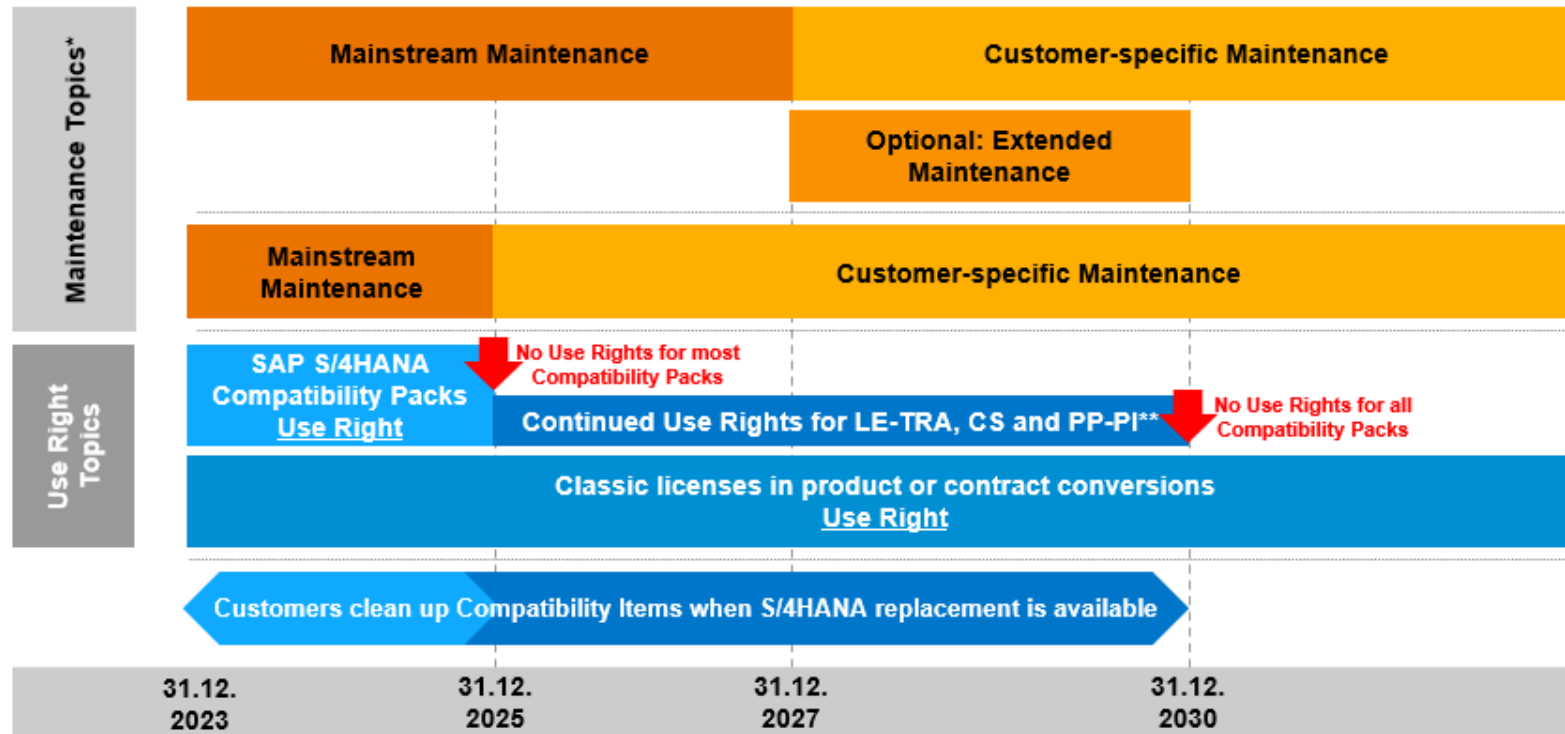 Maintenance Topics*
Mainstream Maintenance
Customer-specific Maintenance
Optional: Extended
Maintenance
Mainstream
Maintenance
Customer-specific Maintenance
Use Right
Topics
SAP S/4HANA
Compatibility Packs
Use Right
No Use Rights for most
Compatibility Packs
Continued Use Rights for LE-TRA, CS and PP-PI**
No Use Rights for all
Compatibility Packs
Classic licenses in product or contract conversions
Use Right
Customers clean up Compatibility Items when S/4HANA replacement is available
31.12.
2023
31.12.
2025
31.12.
2027
31.12.
2030